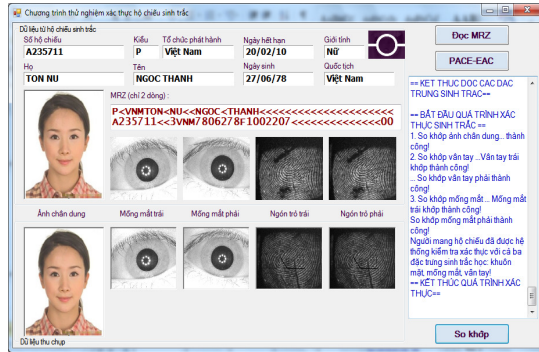 Chương trình thử nghiệm xác thực hộ chiếu sinh trắc
Dữ liệu từ hộ chiếu sinh trắc
Số hộ chiếu Kiểu Tổ chức phát hành Ngày hết hạn Giới tính
A235711 P Việt Nam 20/02/10 Nữ
Họ Tên Ngày sinh Quốc tịch
TON NU NGOC THANH 27/06/78 Việt Nam
MRZ (chỉ 2 dòng) :
P<VNMTON<NU<<NGOC<THANH<<<<<<<<<<<<<<<<<<<<<
A235711<<3VNM7806278F1002207<<<<<<<<<<<<<<00
Ảnh chân dung Mống mắt trái Mống mắt phải Ngón trỏ trái Ngón trỏ phải
Dữ liệu thu chụp
Đọc MRZ
PACE-EAC
== KẾT THÚC ĐỌC CÁC ĐẶC
TRƯNG SINH TRẮC==
== BẮT ĐẦU QUÁ TRÌNH XÁC
THỰC SINH TRẮC ==
1. So khớp ảnh chân dung... thành
công!
2. So khớp vân tay ...Vân tay trái
khớp thành công!
... So khớp vân tay phải thành
công!
3. So khớp mống mắt ... Mống mắt
trái khớp thành công!
So khớp mống mắt phải thành
công!
Người mang hộ chiếu đã được hệ
thống kiểm tra xác thực với cả ba
đặc trưng sinh trắc học: khuôn
mặt, mống mắt, vân tay!
== KẾT THÚC QUÁ TRÌNH XÁC
THỰC==
So khớp